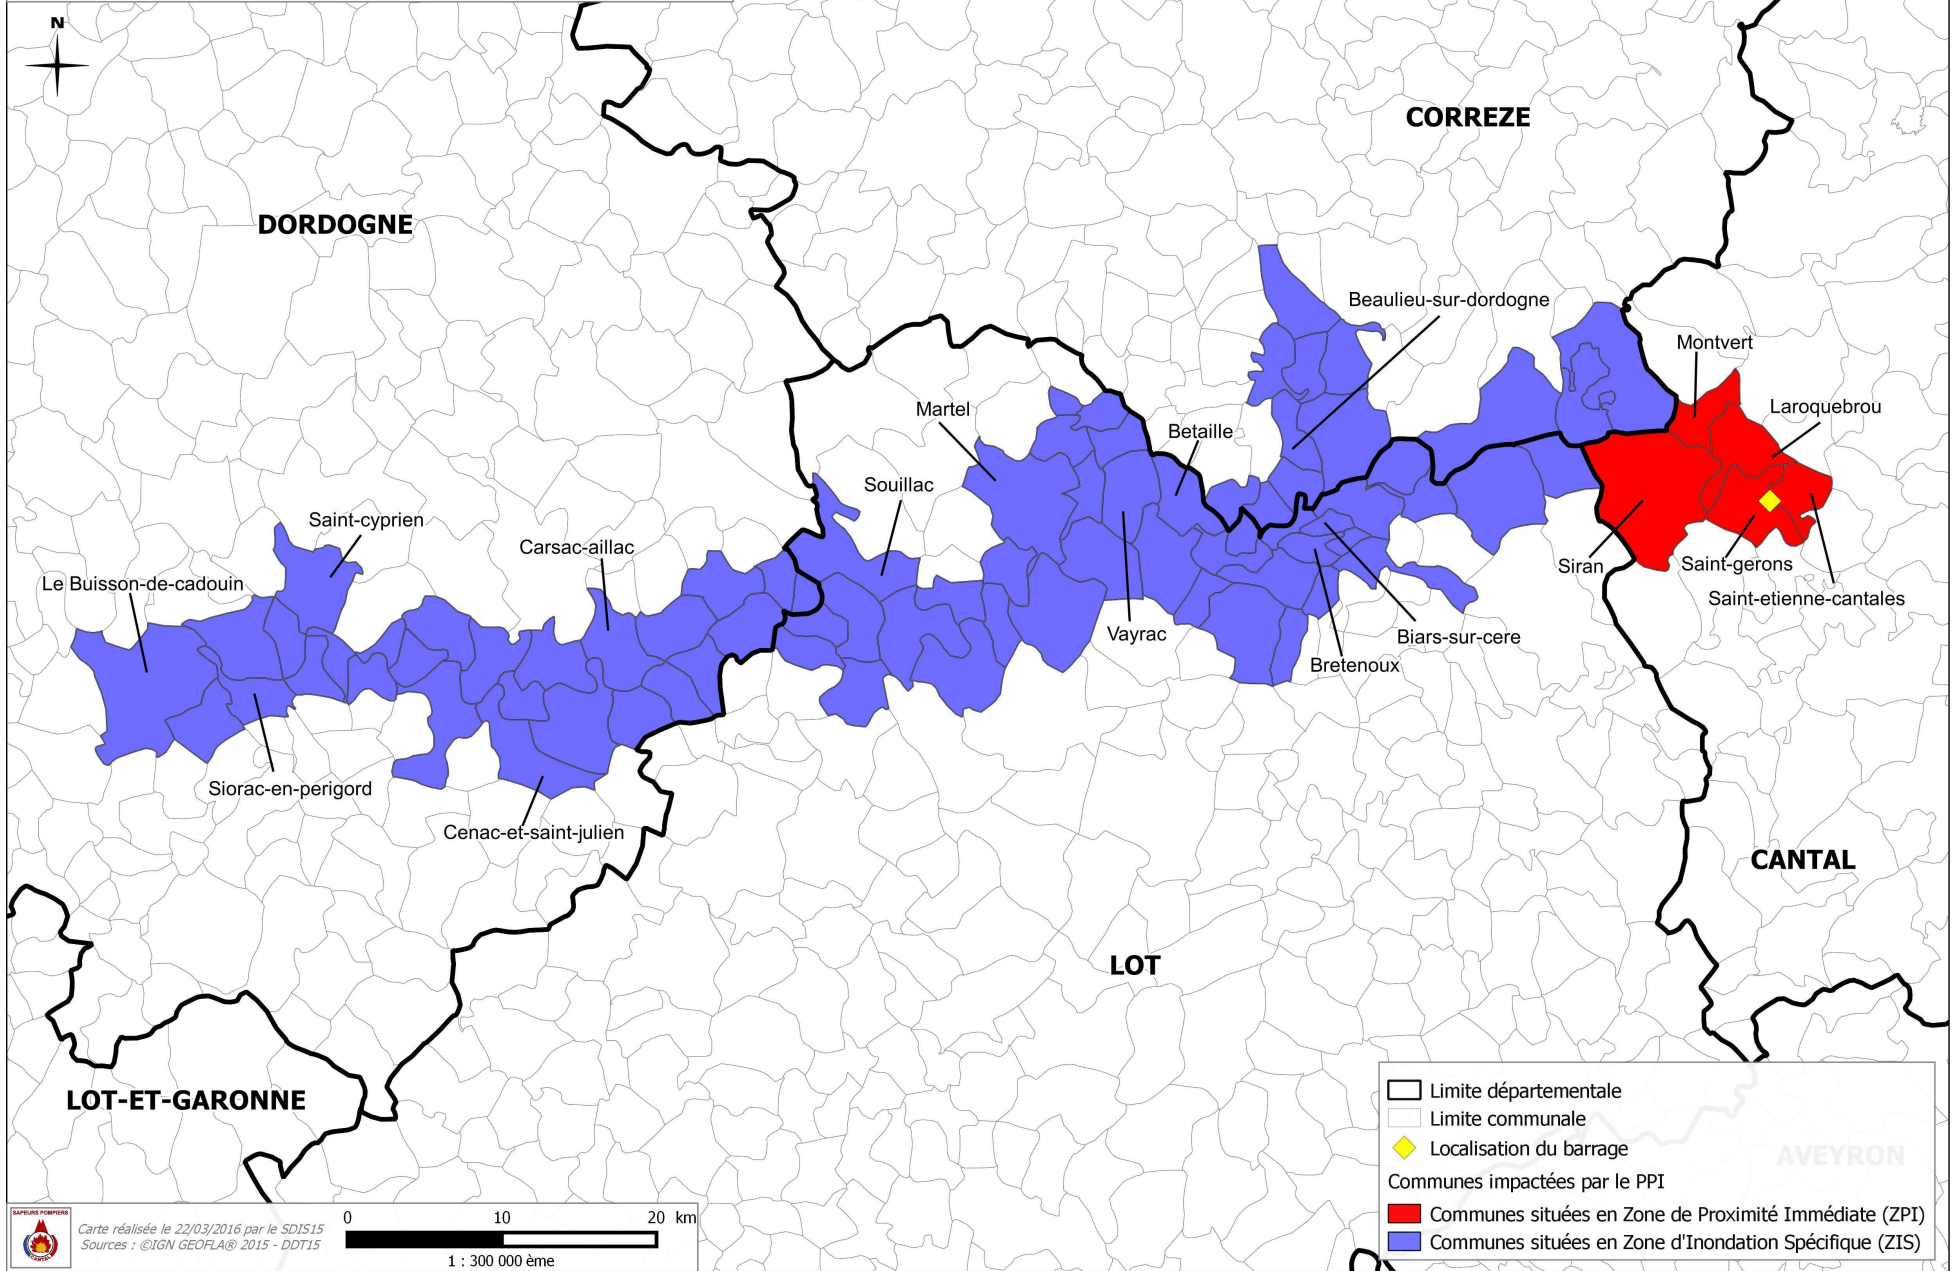 N
CORREZE
DORDOGNE
Beaulieu-sur-dordogne
Montvert
Martel
Laroquebrou
Betaille
Souillac
Saint-cyprien
Carsac-aillac
Le Buisson-de-cadouin
Siran
Saint-gerons
Saint-etienne-cantales
Vayrac
Biars-sur-cere
Bretenoux
Siorac-en-perigord
Cenac-et-saint-julien
CANTAL
LOT
LOT-ET-GARONNE
Limite départementale
Limite communale
Localisation du barrage
AVEYRON
Communes impactées par le PPI
Communes situées en Zone de Proximité Immédiate (ZPI)
Communes situées en Zone d'Inondation Spécifique (ZIS)
SAPEURS POMPIERS
CANTAL
Carte réalisée le 22/03/2016 par le SDIS15
Sources : ©IGN GEOFLA® 2015 - DDT15
0 10 20 km
1 : 300 000 ème